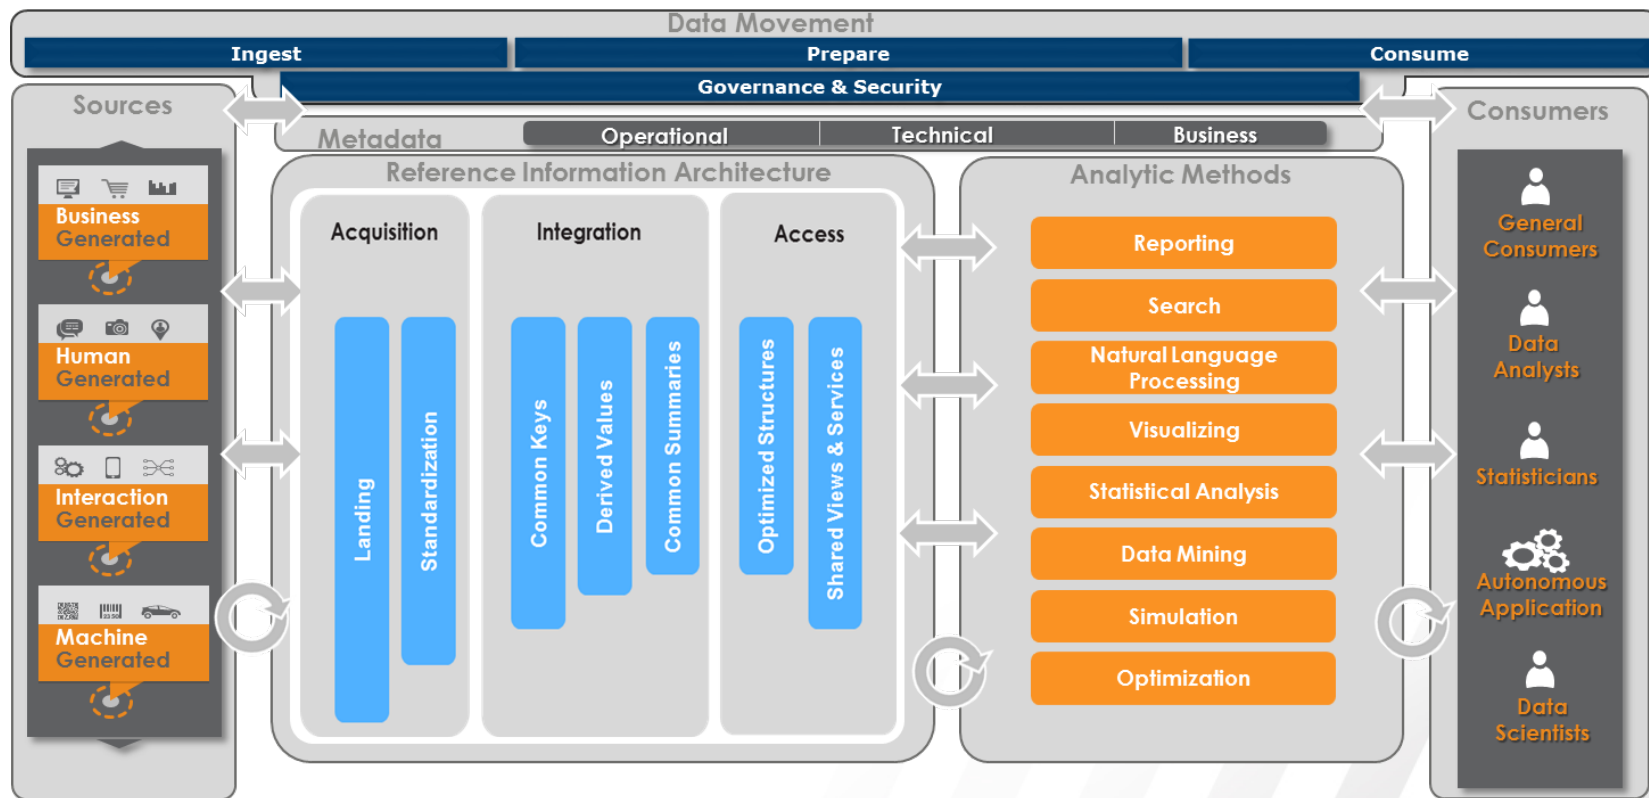 Data Movement
Ingest
Prepare
Consume
Governance & Security
Sources
Metadata
Operational
Technical
Business
Consumers
Business
Generated
Human
Generated
Interaction
Generated
Machine
Generated
Reference Information Architecture
Acquisition
Landing
Standardization
Integration
Common Keys
Derived Values
Common Summaries
Access
Optimized Structures
Shared Views & Services
Analytic Methods
Reporting
Search
Natural Language
Processing
Visualizing
Statistical Analysis
Data Mining
Simulation
Optimization
General
Consumers
Data
Analysts
Statisticians
Autonomous
Application
Data
Scientists